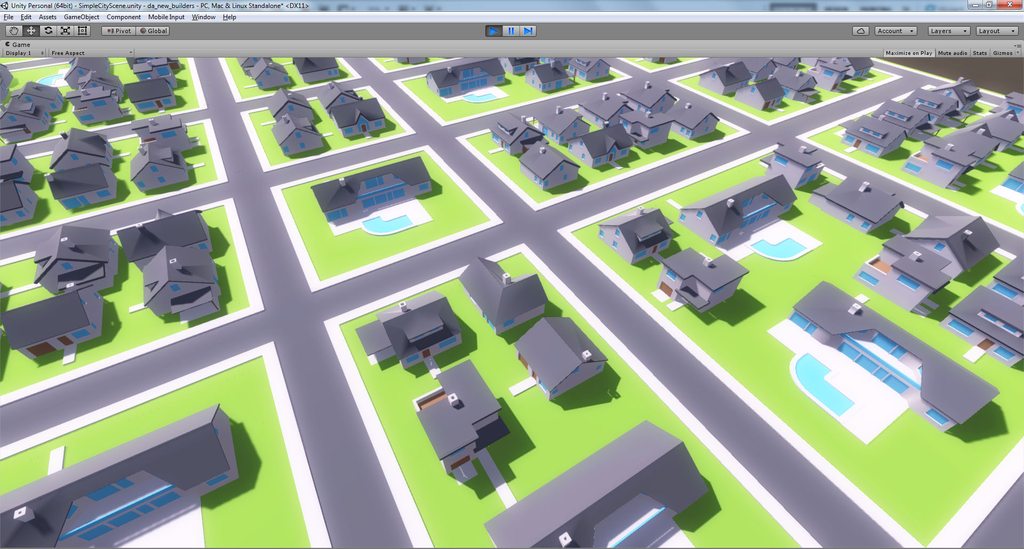 Unity Personal (64bit) - SimpleCityScene.unity - da_new_builders - PC, Mac & Linux Standalone* <DX11>
File Edit Assets GameObject Component Mobile Input Window Help
Pivot Global Account Layers Layout
Game
Display 1 Free Aspect Maximize on Play Mute audio Stats Gizmos